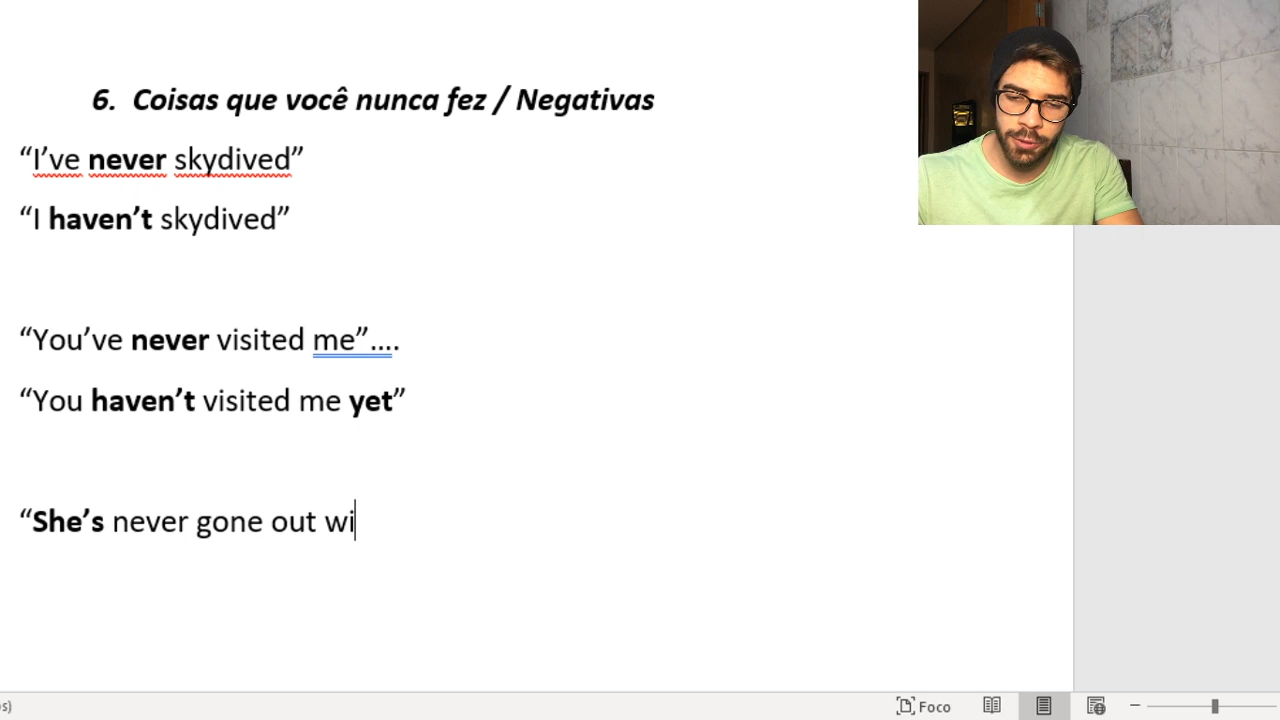 6. Coisas que você nunca fez / Negativas
“I’ve never skydived”
“I haven’t skydived”
“You’ve never visited me”....
“You haven’t visited me yet”
“She’s never gone out wi
os)
Foco